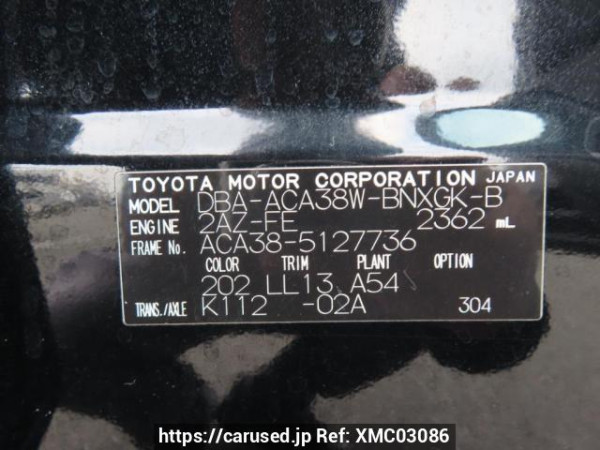 TOYOTA MOTOR CORPORATION JAPAN
MODEL DBA-ACA38W-BNXGK-B
ENGINE 2AZ-FE 2362 mL
FRAME No. ACA38-5127736
COLOR TRIM PLANT OPTION
202 LL13 A54
TRANS./AXLE K112 -02A 304
https://carused.jp Ref: XMC03086